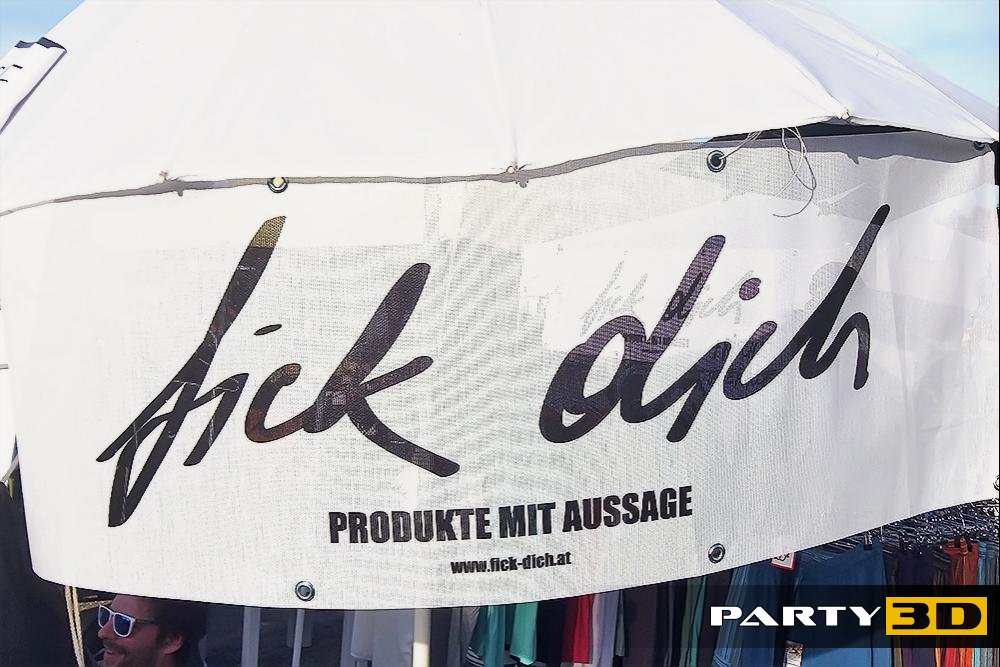 fick dich
PRODUKTE MIT AUSSAGE
www.fick-dich.at
PARTY3D